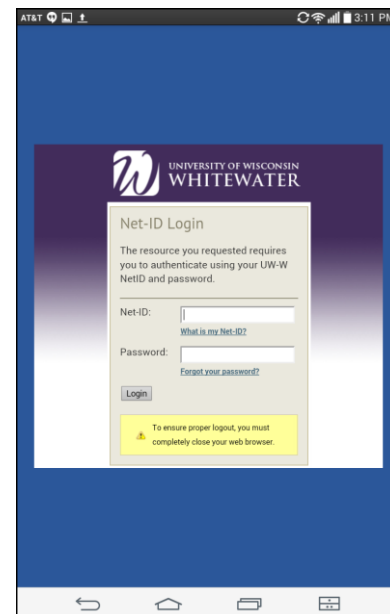 AT&T 3:11 PM
UNIVERSITY OF WISCONSIN
WHITEWATER
Net-ID Login
The resource you requested requires
you to authenticate using your UW-W
NetID and password.
Net-ID:
What is my Net-ID?
Password:
Forgot your password?
Login
To ensure proper logout, you must
completely close your web browser.